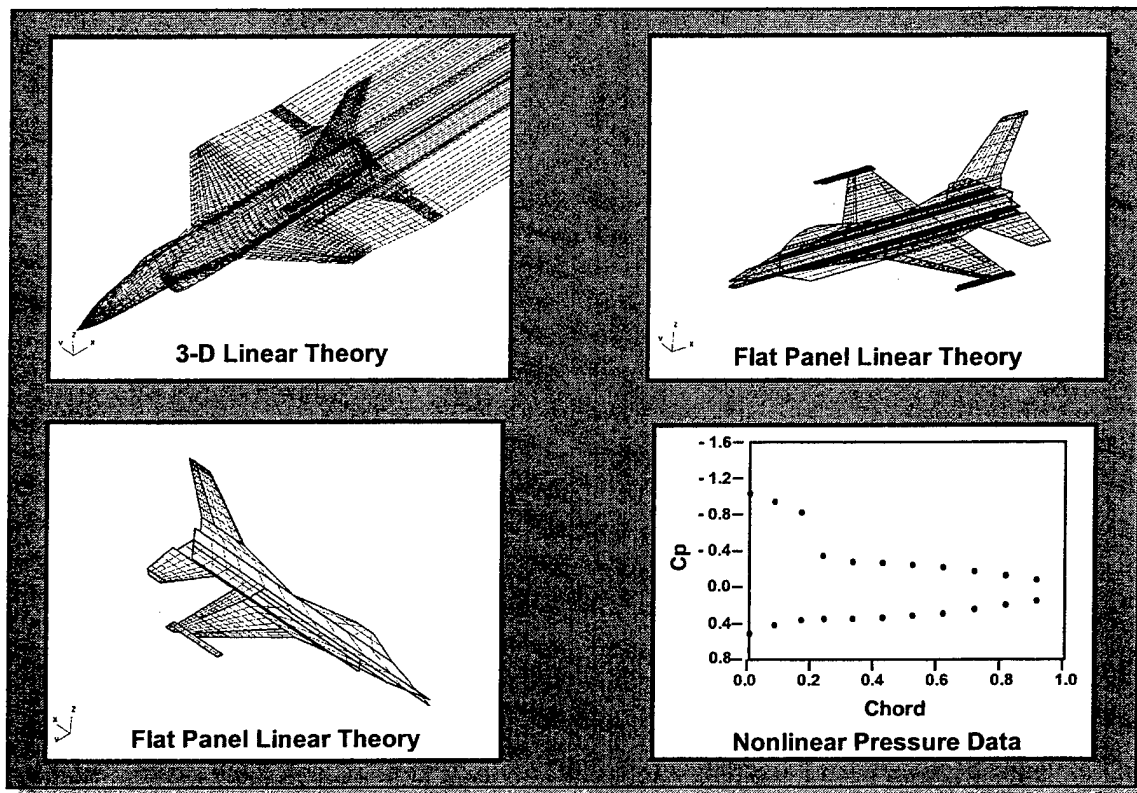 Z
Y X
3-D Linear Theory
Z
Y X
Flat Panel Linear Theory
X Z
Y
Flat Panel Linear Theory
- 1.6
- 1.2
- 0.8
- 0.4
0.0
0.4
0.8
Cp
0.0 0.2 0.4 0.6 0.8 1.0
Chord
Nonlinear Pressure Data